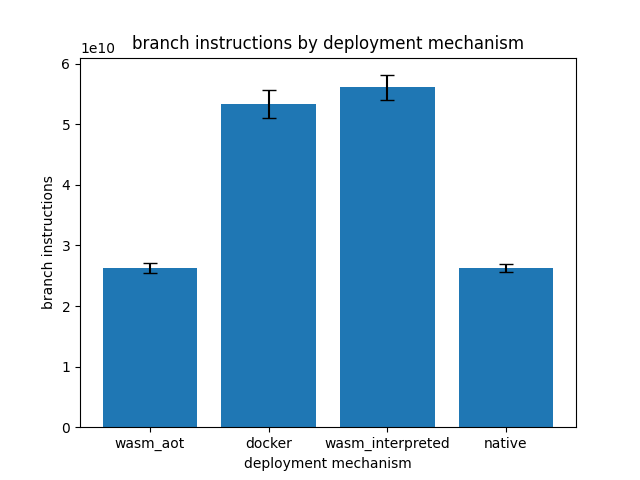 branch instructions by deployment mechanism
1e10
6
5
4
3
2
1
0
branch instructions
wasm_aot docker wasm_interpreted native
deployment mechanism